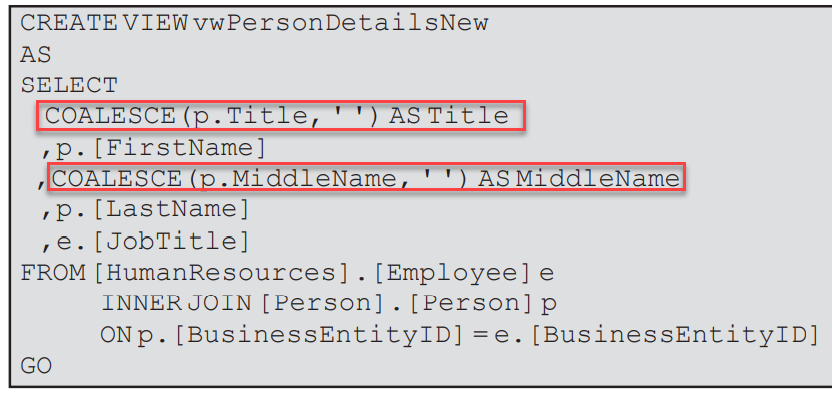 CREATE VIEW vwPersonDetailsNew
AS
SELECT
COALESCE(p.Title, ' ') AS Title
,p.[FirstName]
,COALESCE(p.MiddleName, ' ') AS MiddleName
,p.[LastName]
,e.[JobTitle]
FROM [HumanResources].[Employee] e
INNER JOIN [Person].[Person] p
ON p.[BusinessEntityID] = e.[BusinessEntityID]
GO